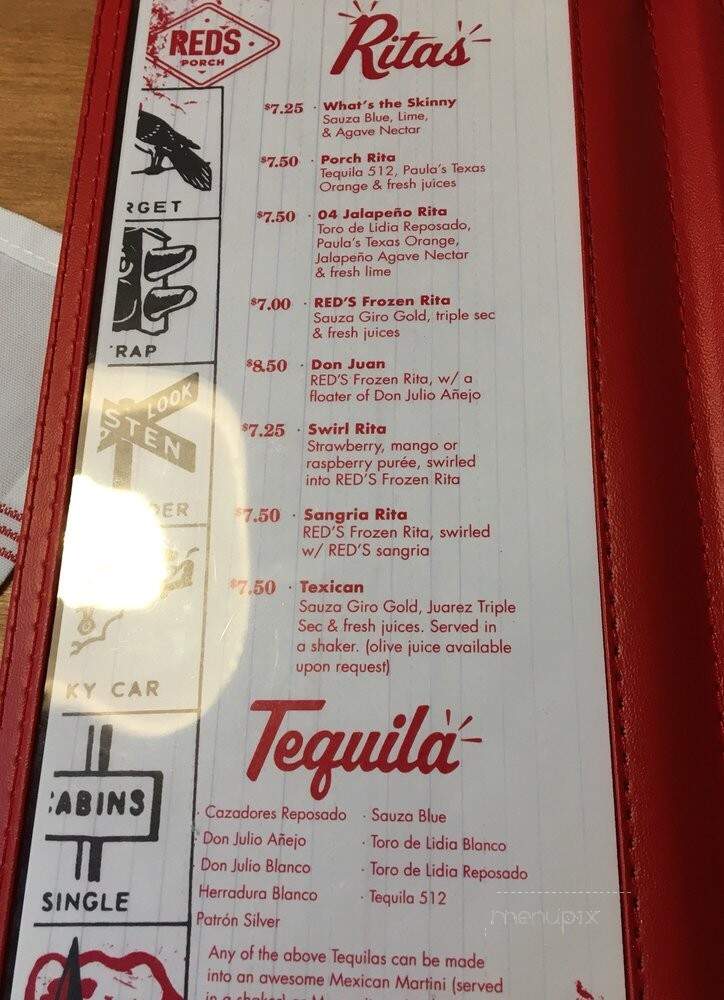 REDS
PORCH
Ritas
$7.25 · What's the Skinny
Sauza Blue, Lime,
& Agave Nectar
$7.50 · Porch Rita
Tequila 512, Paula's Texas
Orange & fresh juices
$7.50 · 04 Jalapeño Rita
Toro de Lidia Reposado,
Paula's Texas Orange,
Jalapeño Agave Nectar
& fresh lime
$7.00 · RED'S Frozen Rita
Sauza Giro Gold, triple sec
& fresh juices
$8.50 · Don Juan
RED'S Frozen Rita, w/ a
floater of Don Julio Añejo
$7.25 · Swirl Rita
Strawberry, mango or
raspberry purée, swirled
into RED'S Frozen Rita
$7.50 · Sangria Rita
RED'S Frozen Rita, swirled
w/ RED'S sangria
$7.50 · Texican
Sauza Giro Gold, Juarez Triple
Sec & fresh juices. Served in
a shaker. (olive juice available
upon request)
Tequila
· Cazadores Reposado · Sauza Blue
Don Julio Añejo · Toro de Lidia Blanco
Don Julio Blanco · Toro de Lidia Reposado
Herradura Blanco · Tequila 512
Patrón Silver
Any of the above Tequilas can be made
into an awesome Mexican Martini (served
RGET
RAP
LOOK
STEN
DER
KY CAR
ABINS
SINGLE
menupix